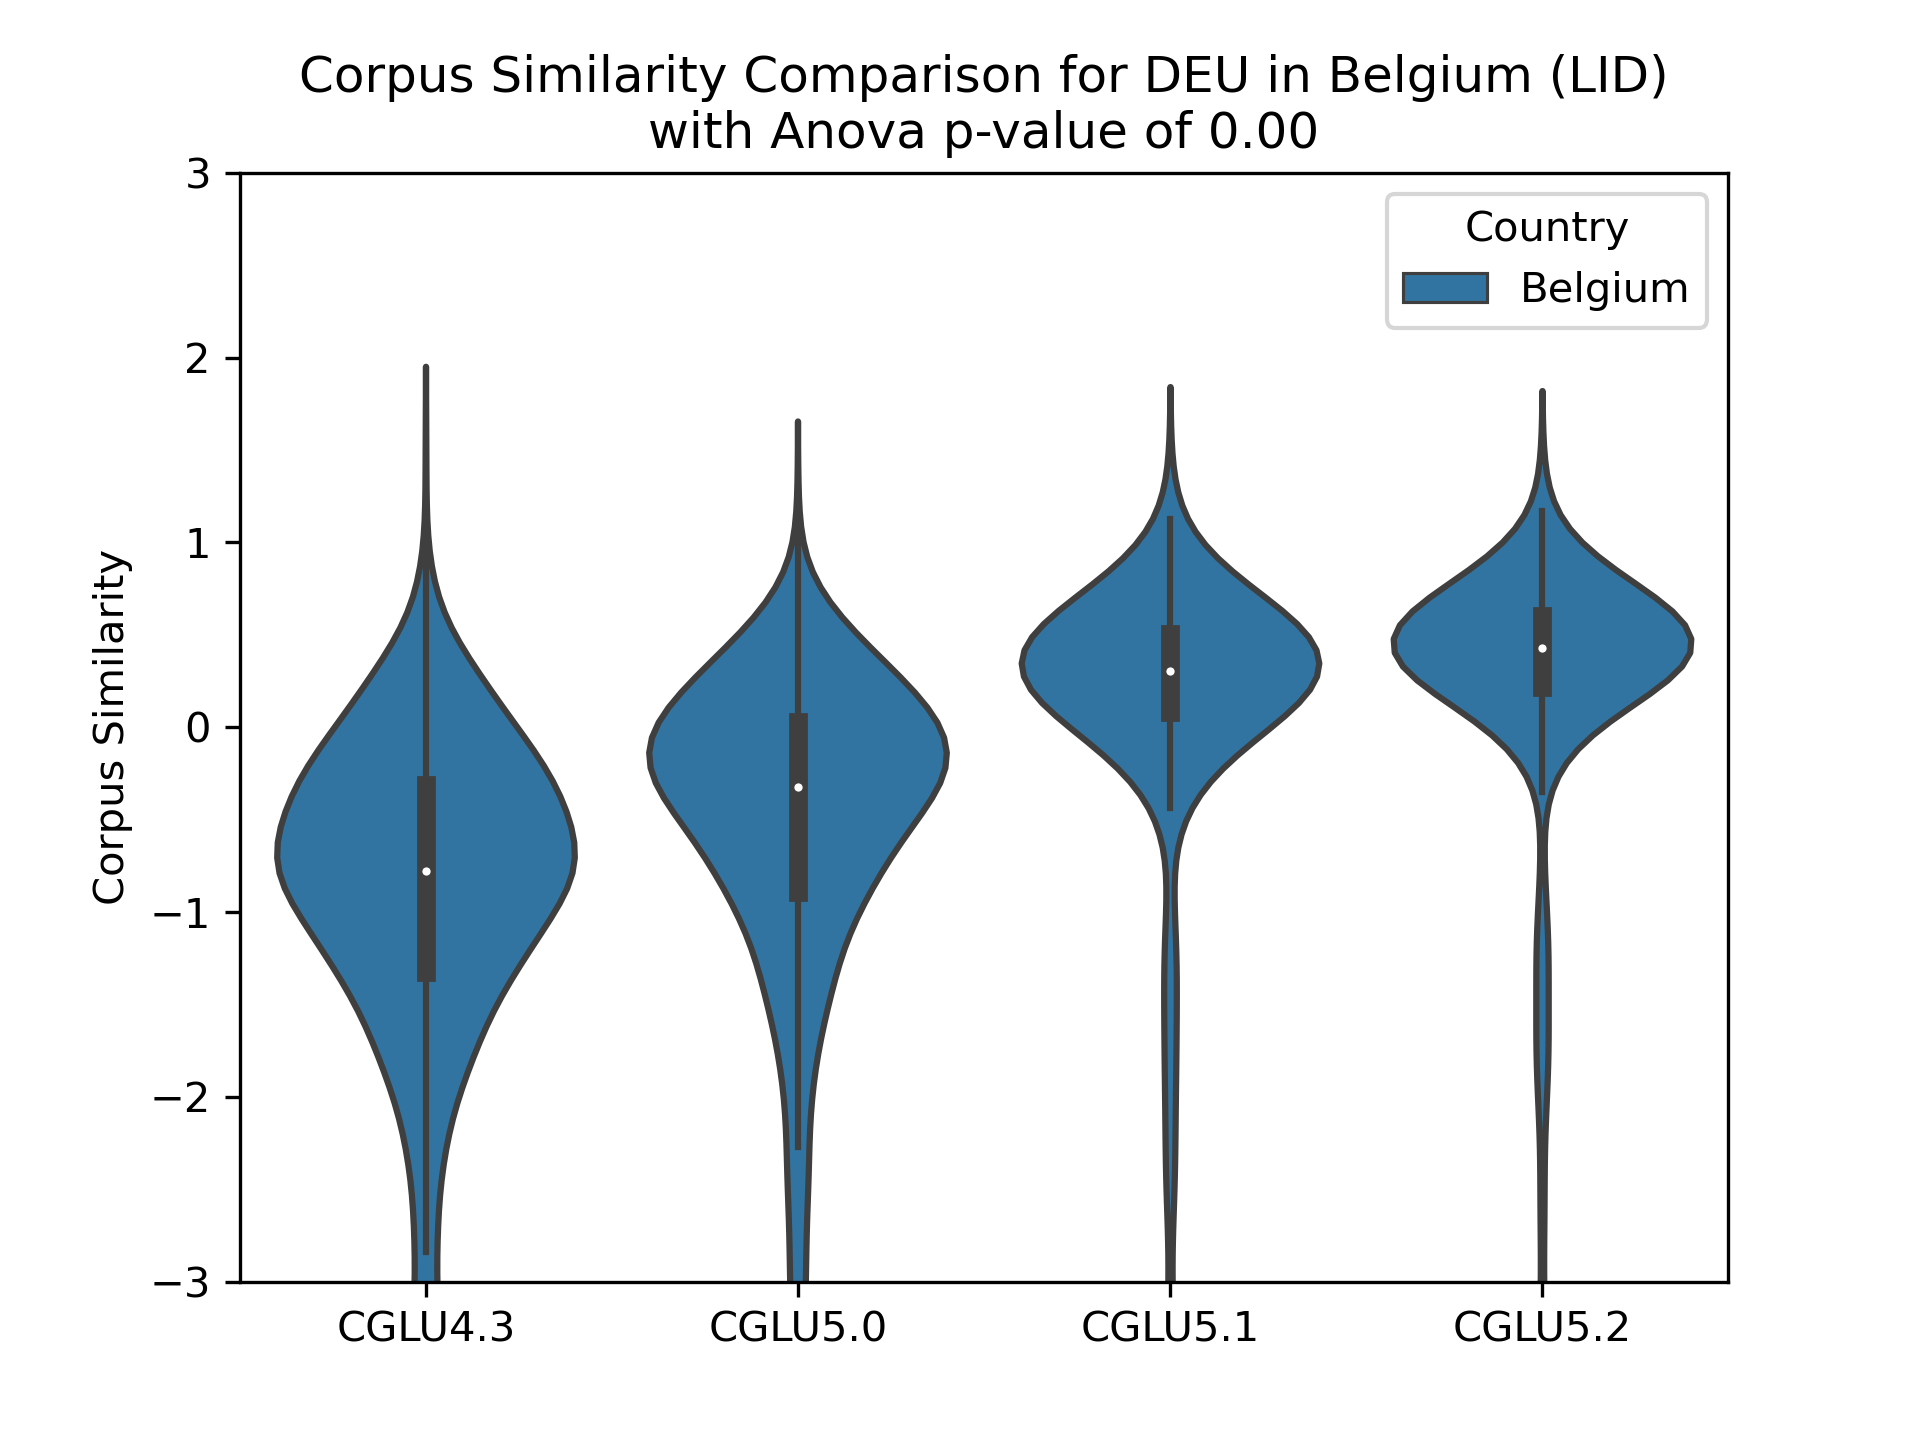 Corpus Similarity Comparison for DEU in Belgium (LID)
with Anova p-value of 0.00
3
2
1
0
−1
−2
−3
Corpus Similarity
Country
Belgium
CGLU4.3
CGLU5.0
CGLU5.1
CGLU5.2